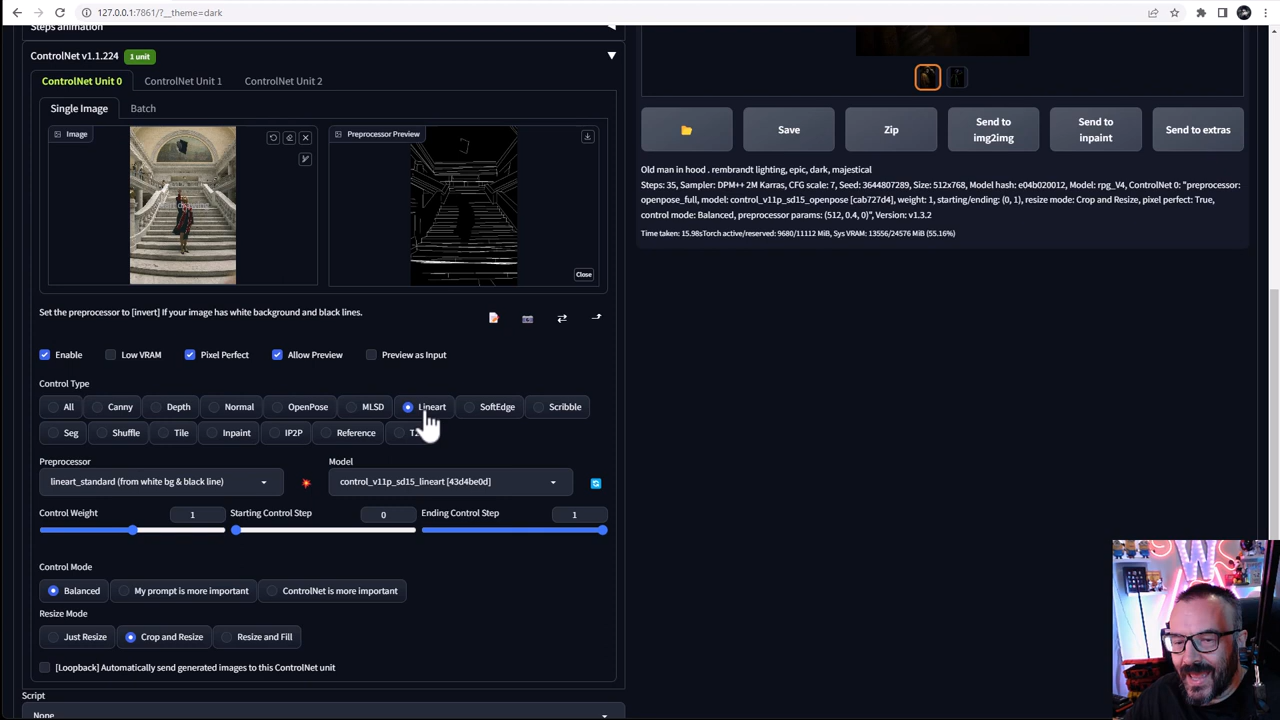 127.0.0.1:7861/?__theme=dark
Steps animation
ControlNet v1.1.224
1 unit
ControlNet Unit 0
ControlNet Unit 1
ControlNet Unit 2
Single Image
Batch
Image
Preprocessor Preview
Close
Set the preprocessor to [invert] If your image has white background and black lines.
Enable
Low VRAM
Pixel Perfect
Allow Preview
Preview as Input
Control Type
All
Canny
Depth
Normal
OpenPose
MLSD
Lineart
SoftEdge
Scribble
Seg
Shuffle
Tile
Inpaint
IP2P
Reference
Preprocessor
Model
lineart_standard (from white bg & black line)
control_v11p_sd15_lineart [43d4be0d]
Control Weight
1
Starting Control Step
0
Ending Control Step
1
Control Mode
Balanced
My prompt is more important
ControlNet is more important
Resize Mode
Just Resize
Crop and Resize
Resize and Fill
[Loopback] Automatically send generated images to this ControlNet unit
Script
None
Save
Zip
Send to
img2img
Send to
inpaint
Send to extras
Old man in hood . rembrandt lighting, epic, dark, majestical
Steps: 35, Sampler: DPM++ 2M Karras, CFG scale: 7, Seed: 3644807289, Size: 512x768, Model hash: e04b020012, Model: rpg_V4, ControlNet 0: "preprocessor:
openpose_full, model: control_v11p_sd15_openpose [cab727d4], weight: 1, starting/ending: (0, 1), resize mode: Crop and Resize, pixel perfect: True,
control mode: Balanced, preprocessor params: (512, 0.4, 0)", Version: v1.3.2
Time taken: 15.98sTorch active/reserved: 9680/11112 MiB, Sys VRAM: 13556/24576 MiB (55.16%)